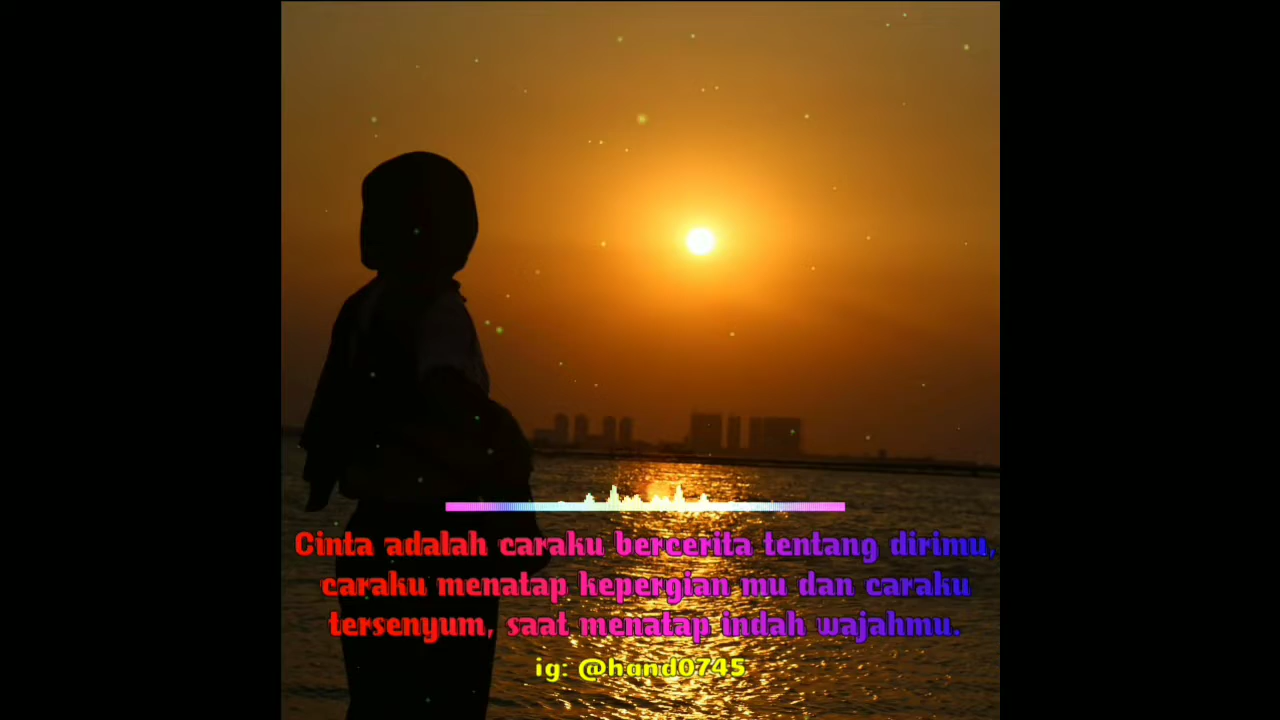 Cinta adalah caraku bercerita tentang dirimu,
caraku menatap kepergian mu dan caraku
tersenyum, saat menatap indah wajahmu.
ig: @hand0745